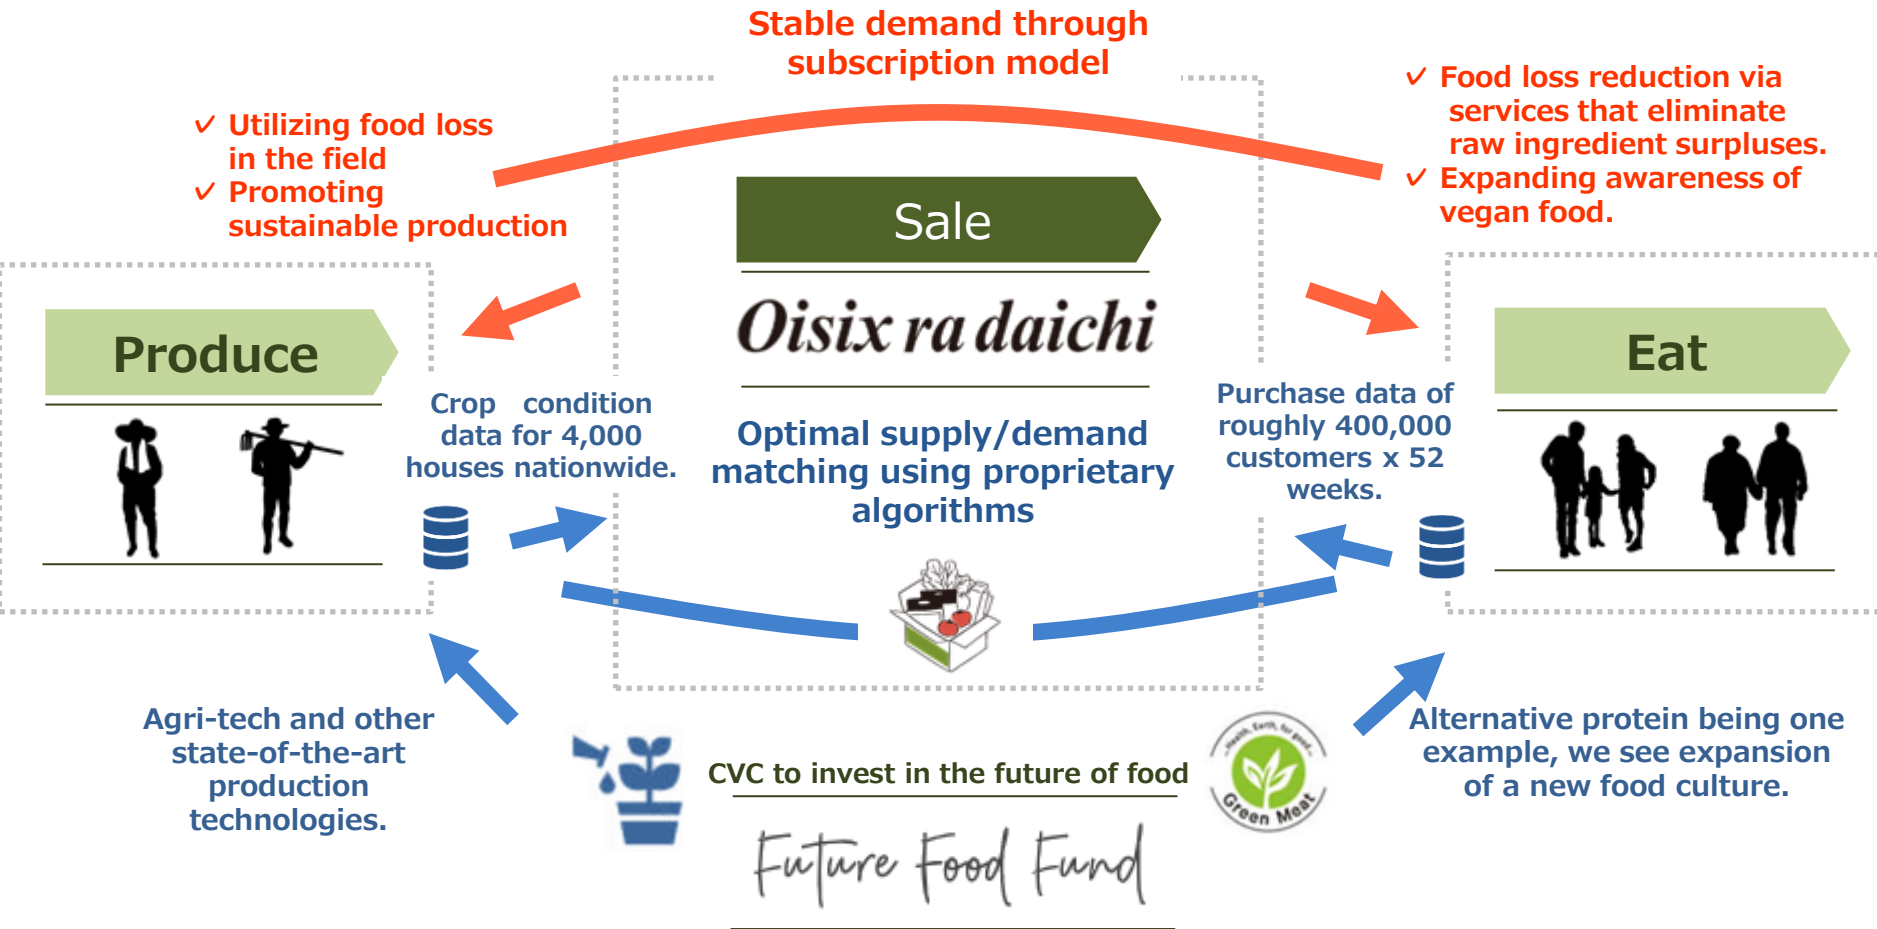 Stable demand through
subscription model
✓ Utilizing food loss
in the field
✓ Promoting
sustainable production
✓ Food loss reduction via
services that eliminate
raw ingredient surpluses.
✓ Expanding awareness of
vegan food.
Sale
Oisix ra daichi
Optimal supply/demand
matching using proprietary
algorithms
Produce
Crop condition
data for 4,000
houses nationwide.
Purchase data of
roughly 400,000
customers x 52
weeks.
Eat
Agri-tech and other
state-of-the-art
production
technologies.
CVC to invest in the future of food
Future Food Fund
Health, Earth, for good
Green Meat
Alternative protein being one
example, we see expansion
of a new food culture.